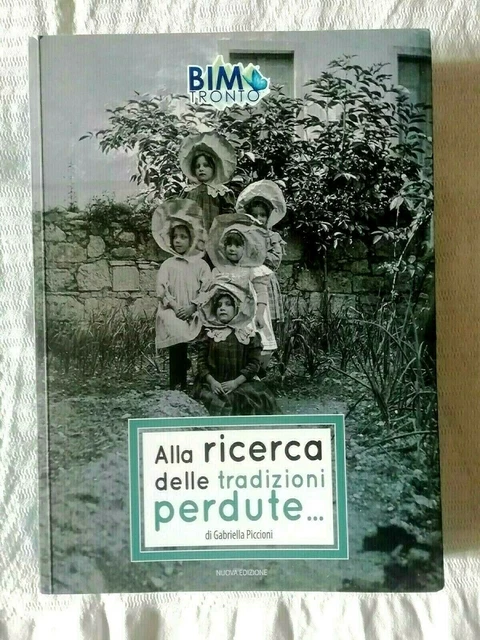 BIM
TRONTO
Alla ricerca
delle tradizioni
perdute...
di Gabriella Piccioni
NUOVA EDIZIONE